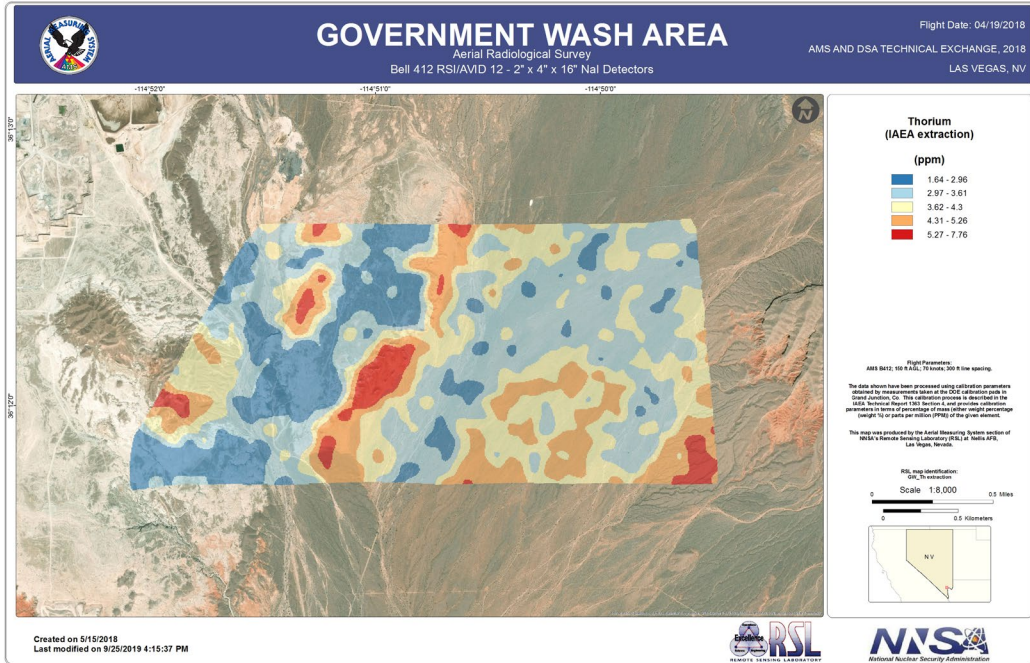 GOVERNMENT WASH AREA
Aerial Radiological Survey
Bell 412 RSI/AVID 12 - 2" x 4" x 16" NaI Detectors
Flight Date: 04/19/2018
AMS AND DSA TECHNICAL EXCHANGE, 2018
LAS VEGAS, NV
AERIAL MEASURING SYSTEM
AMS
-114°52'0"
-114°51'0"
-114°50'0"
36°13'0"
36°12'0"
N
Thorium
(IAEA extraction)
(ppm)
1.64 - 2.96
2.97 - 3.61
3.62 - 4.3
4.31 - 5.26
5.27 - 7.76
Flight Parameters:
AMS B412; 150 ft AGL; 70 knots; 300 ft line spacing.
The data shown have been processed using calibration parameters
obtained by measurements taken at the DOE calibration pads in
Grand Junction, Co. This calibration process is described in the
IAEA Technical Report 1363 Section 4, and provides calibration
parameters in terms of percentage of mass (either weight percentage
(weight %) or parts per million (PPM)) of the given element.
This map was produced by the Aerial Measuring System section of
NNSA's Remote Sensing Laboratory (RSL) at Nellis AFB,
Las Vegas, Nevada.
RSL map identification:
GW_Th extraction
Scale 1:8,000
0 0.5 Miles
0 0.5 Kilometers
NV
Created on 5/15/2018
Last modified on 9/25/2019 4:15:37 PM
Excellence
RSL
REMOTE SENSING LABORATORY
NNSA
National Nuclear Security Administration